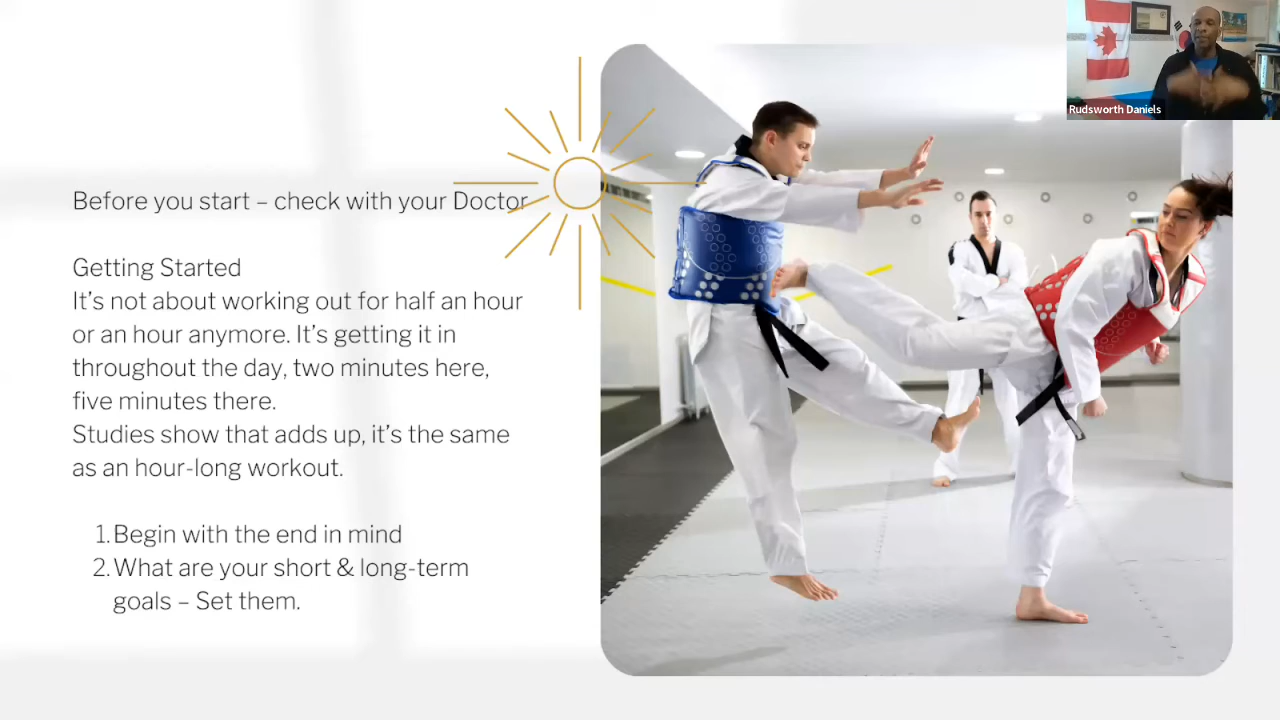 Before you start – check with your Doctor
Getting Started
It's not about working out for half an hour
or an hour anymore. It's getting it in
throughout the day, two minutes here,
five minutes there.
Studies show that adds up, it's the same
as an hour-long workout.
1. Begin with the end in mind
2. What are your short & long-term
goals – Set them.
Rudsworth Daniels